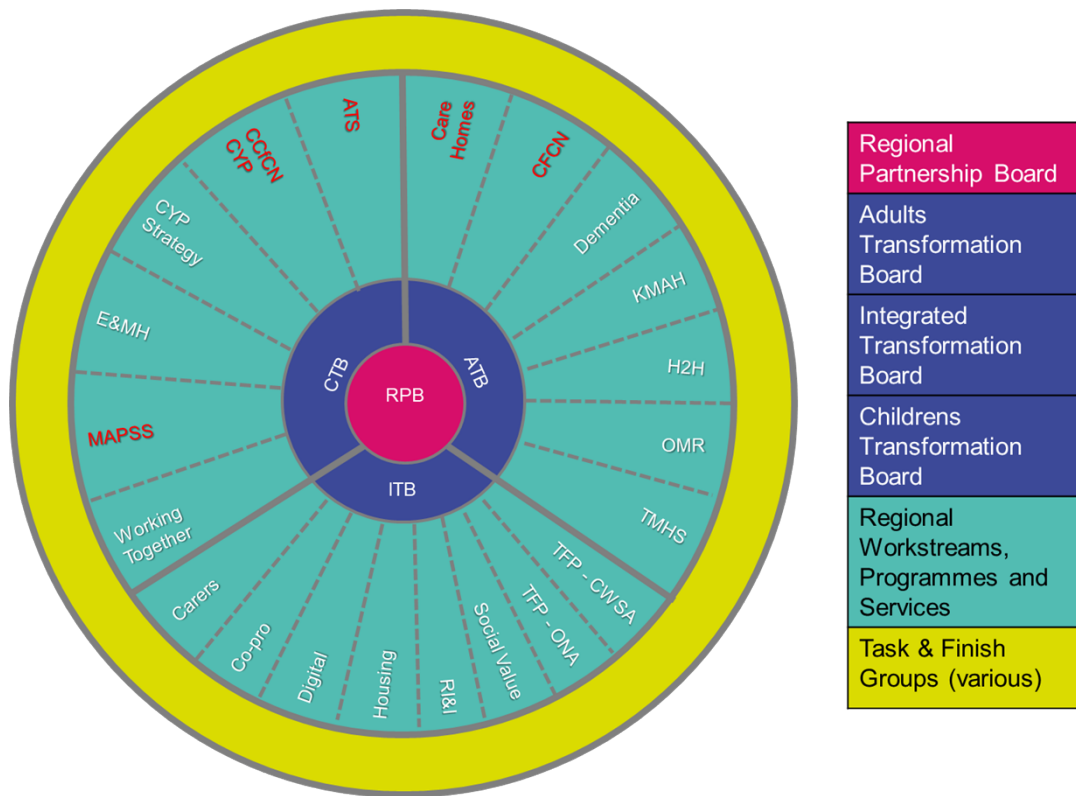 ATS
Care
Homes
CFCN
Dementia
KMAH
H2H
OMR
TMHS
TFP - CWSA
TFP - ONA
Social Value
RI&I
Housing
Digital
Co-pro
Carers
Working
Together
MAPSS
E&MH
CYP
Strategy
CCfCN
CYP
CTB
ATB
ITB
RPB
Regional
Partnership Board
Adults
Transformation
Board
Integrated
Transformation
Board
Childrens
Transformation
Board
Regional
Workstreams,
Programmes and
Services
Task & Finish
Groups (various)